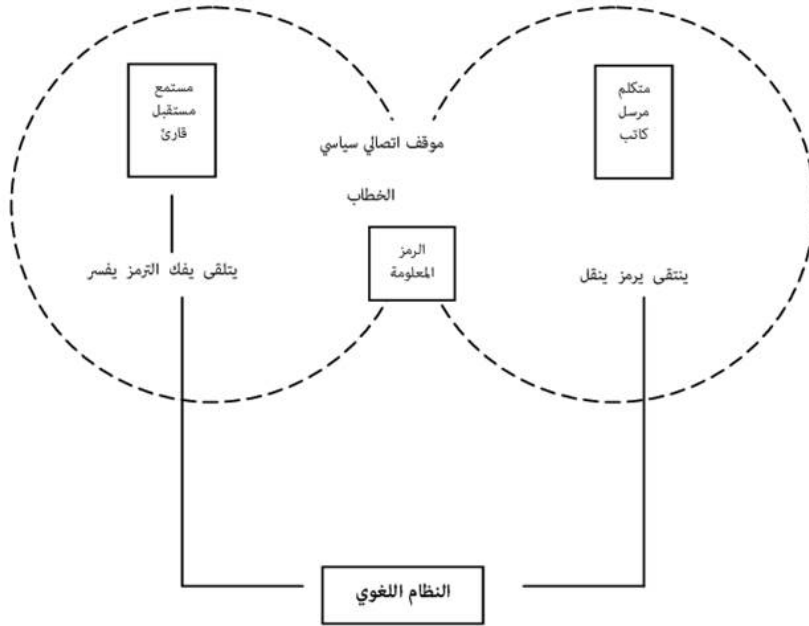 متكلم
مرسل
كاتب
مستمع
مستقبل
قارئ
موقف اتصالي سياسي
الخطاب
الرمز
المعلومة
ينتقى يرمز ينقل
يتلقى يفك الترمز يفسر
النظام اللغوي